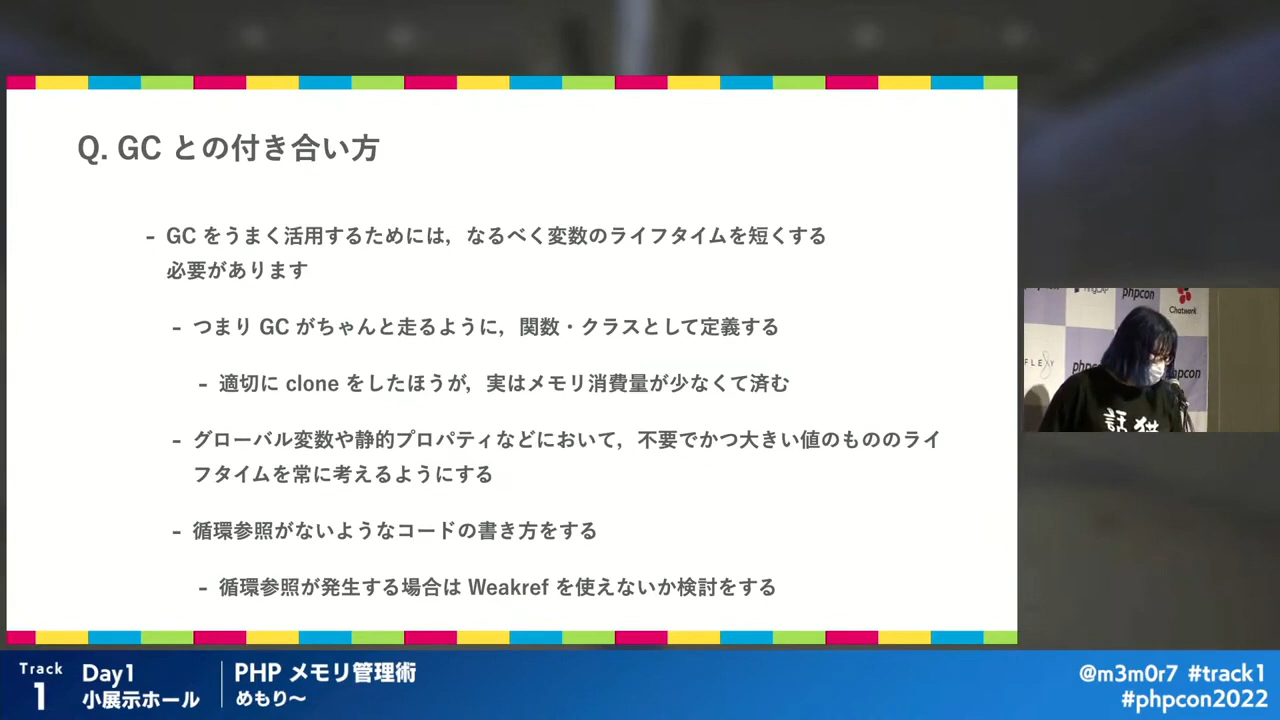 Q. GC との付き合い方
- GC をうまく活用するためには，なるべく変数のライフタイムを短くする
必要があります
- つまり GC がちゃんと走るように，関数・クラスとして定義する
- 適切に clone をしたほうが，実はメモリ消費量が少なくて済む
- グローバル変数や静的プロパティなどにおいて，不要でかつ大きい値のもののライ
フタイムを常に考えるようにする
- 循環参照がないようなコードの書き方をする
- 循環参照が発生する場合は Weakref を使えないか検討をする
phpcon
Chatwork
FLEXY
php
phpcon
話 猫
Track
1
Day1
小展示ホール
PHP メモリ管理術
めもり〜
@m3m0r7 #track1
#phpcon2022